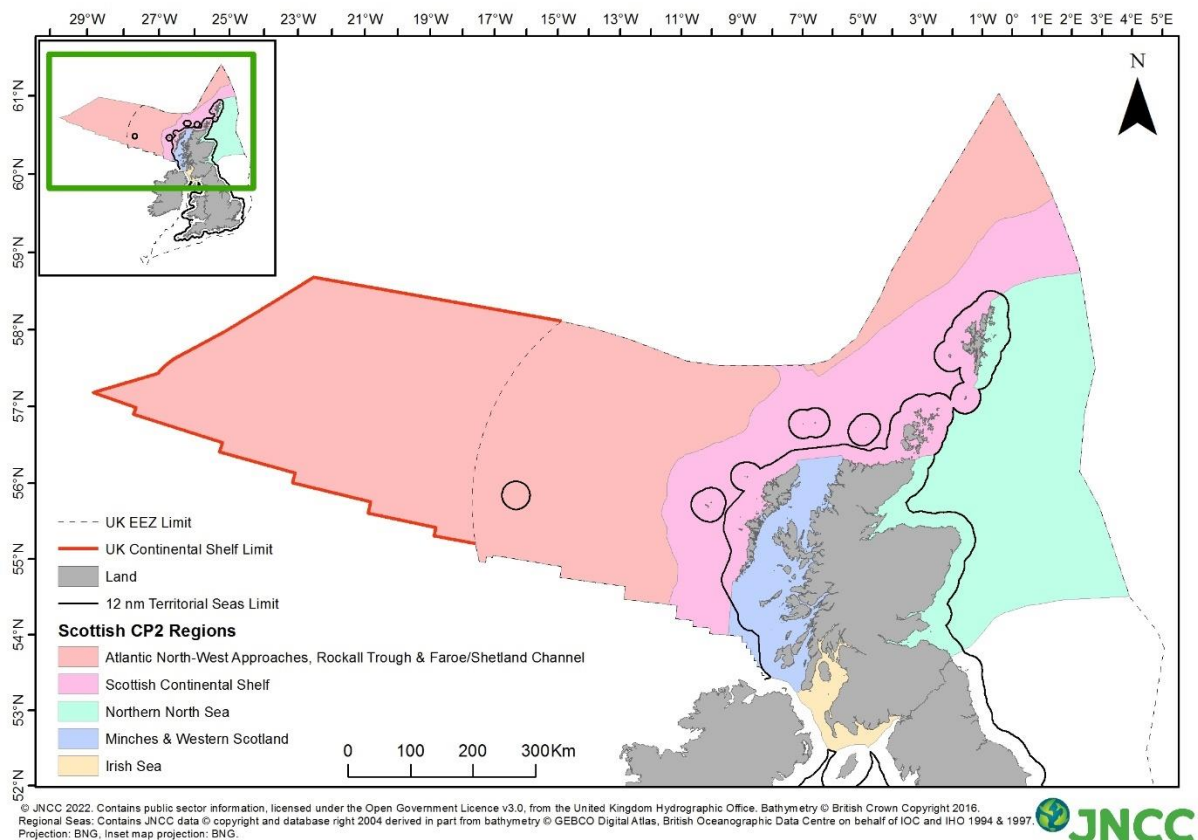 29°W 27°W 25°W 23°W 21°W 19°W 17°W 15°W 13°W 11°W 9°W 7°W 5°W 4°W 2°W 1°W 0° 1°E 2°E 3°E 4°E 5°E
N
61°N
60°N
59°N
58°N
57°N
56°N
55°N
54°N
53°N
52°N
UK EEZ Limit
UK Continental Shelf Limit
Land
12 nm Territorial Seas Limit
Scottish CP2 Regions
Atlantic North-West Approaches, Rockall Trough & Faroe/Shetland Channel
Scottish Continental Shelf
Northern North Sea
Minches & Western Scotland
Irish Sea
0 100 200 300Km
© JNCC 2022. Contains public sector information, licensed under the Open Government Licence v3.0, from the United Kingdom Hydrographic Office. Bathymetry © British Crown Copyright 2016.
Regional Seas: Contains JNCC data © copyright and database right 2004 derived in part from bathymetry © GEBCO Digital Atlas, British Oceanographic Data Centre on behalf of IOC and IHO 1994 & 1997.
Projection: BNG, Inset map projection: BNG.
JNCC